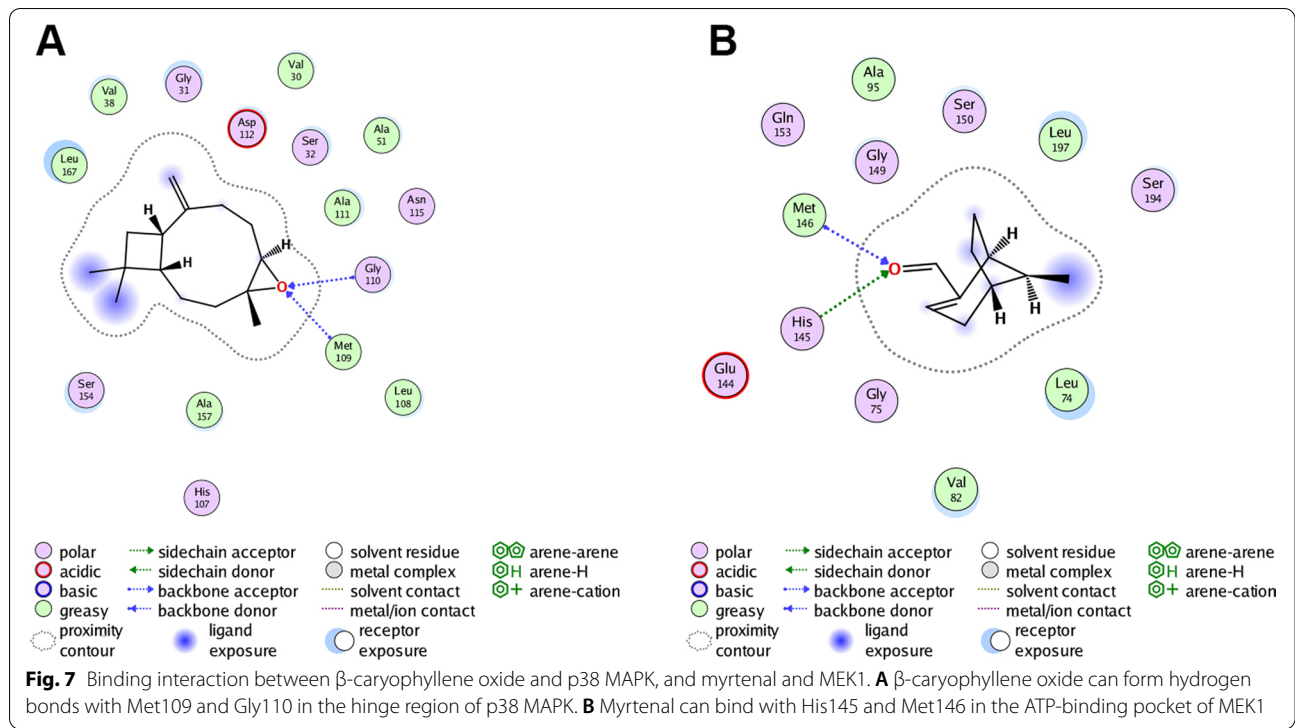 A
Val
30
Gly
31
Val
38
Asp
112
Ser
32
Ala
51
Leu
167
Ala
111
Asn
115
H
H
H
O
Gly
110
Met
109
Ser
154
Ala
157
Leu
108
His
107
polar
acidic
basic
greasy
proximity
contour
sidechain acceptor
sidechain donor
backbone acceptor
backbone donor
ligand
exposure
solvent residue
metal complex
solvent contact
metal/ion contact
receptor
exposure
arene-arene
H arene-H
+ arene-cation
B
Ala
95
Gln
153
Ser
150
Leu
197
Gly
149
Ser
194
Met
146
H
O
H
H
His
145
Glu
144
Gly
75
Leu
74
Val
82
polar
acidic
basic
greasy
proximity
contour
sidechain acceptor
sidechain donor
backbone acceptor
backbone donor
ligand
exposure
solvent residue
metal complex
solvent contact
metal/ion contact
receptor
exposure
arene-arene
H arene-H
+ arene-cation
Fig. 7 Binding interaction between β-caryophyllene oxide and p38 MAPK, and myrtenal and MEK1. A β-caryophyllene oxide can form hydrogen
bonds with Met109 and Gly110 in the hinge region of p38 MAPK. B Myrtenal can bind with His145 and Met146 in the ATP-binding pocket of MEK1